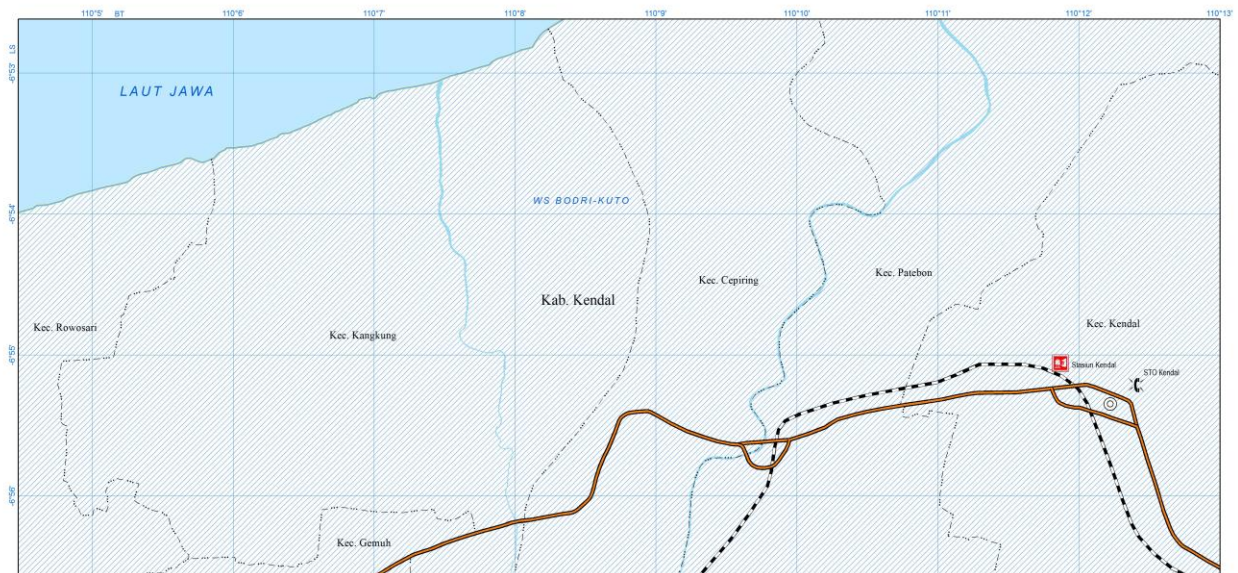 110°5' BT 110°6' 110°7' 110°8' 110°9' 110°10' 110°11' 110°12' 110°13'
LS
-6°53'
LAUT JAWA
WS BODRI-KUTO
-6°54'
Kec. Patebon
Kec. Cepiring
Kab. Kendal
Kec. Kendal
Kec. Rowosari
Kec. Kangkung
-6°55'
Stasiun Kendal
STO Kendal
-6°56'
Kec. Gemuh